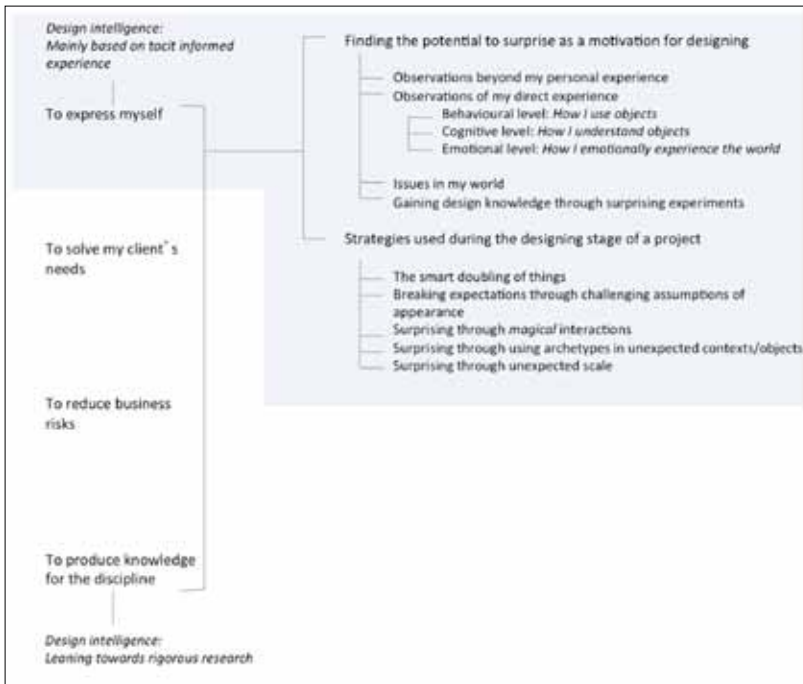 Design intelligence:
Mainly based on tacit informed
experience
To express myself
To solve my client`s
needs
To reduce business
risks
To produce knowledge
for the discipline
Design intelligence:
Leaning towards rigorous research
Finding the potential to surprise as a motivation for designing
Observations beyond my personal experience
Observations of my direct experience
Behavioural level: How I use objects
Cognitive level: How I understand objects
Emotional level: How I emotionally experience the world
Issues in my world
Gaining design knowledge through surprising experiments
Strategies used during the designing stage of a project
The smart doubling of things
Breaking expectations through challenging assumptions of
appearance
Surprising through magical interactions
Surprising through using archetypes in unexpected contexts/objects
Surprising through unexpected scale